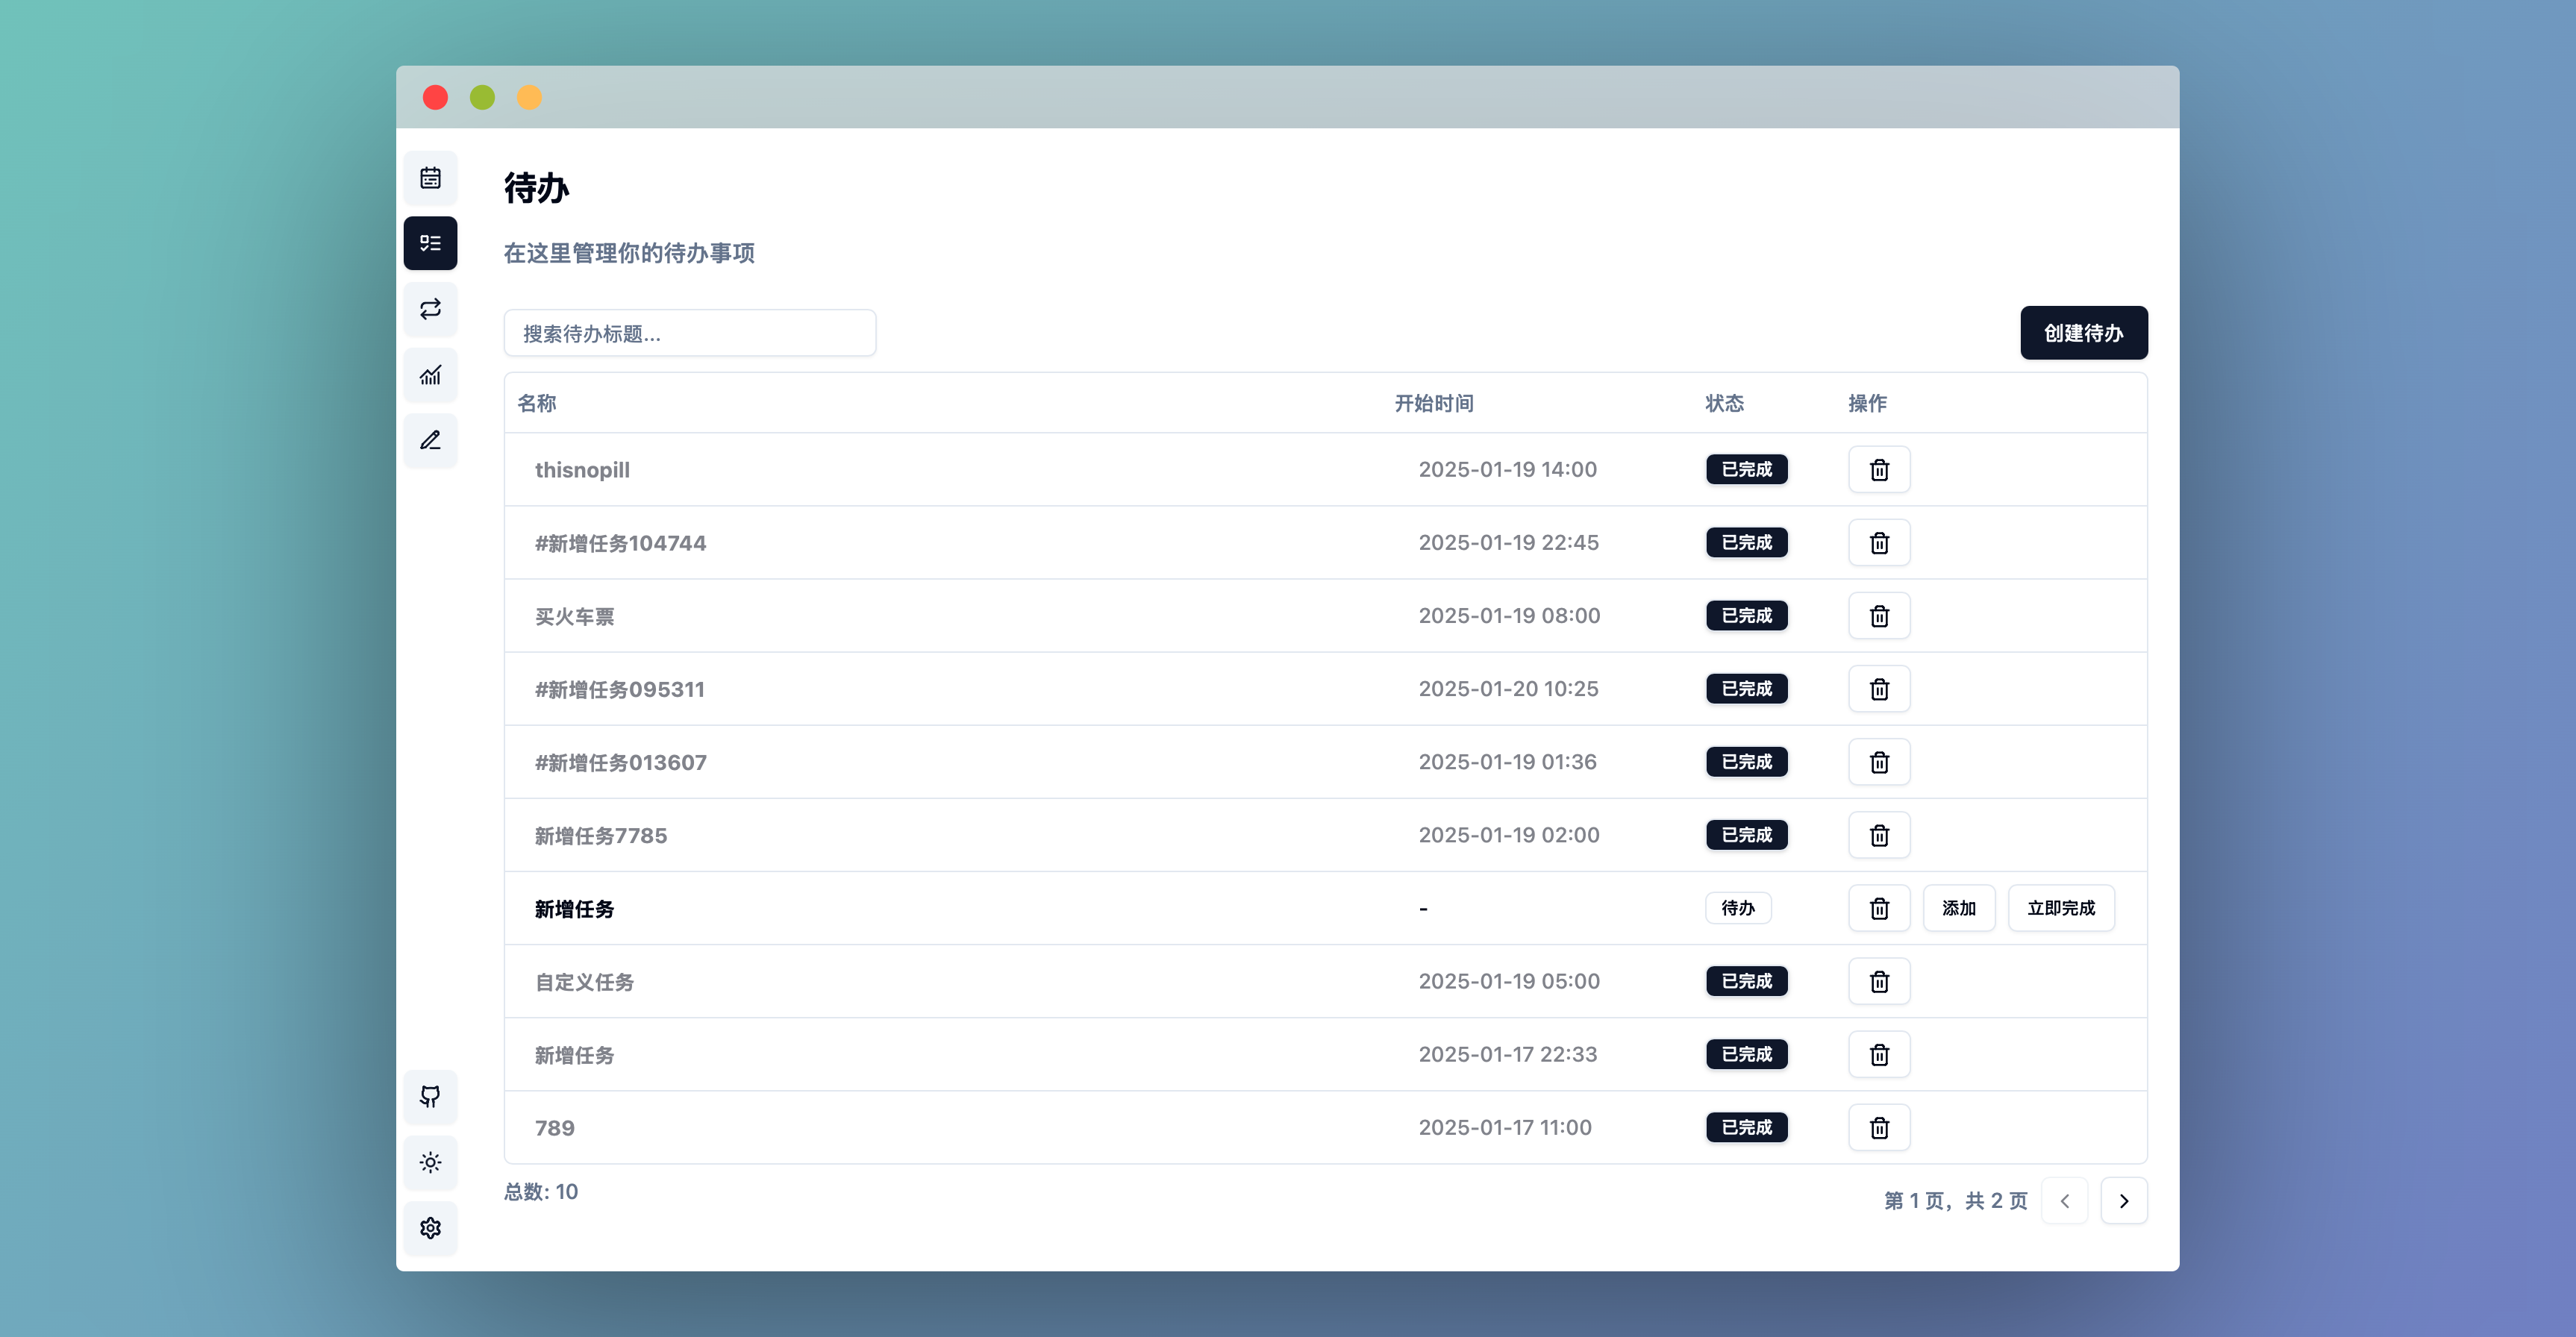 待办
在这里管理你的待办事项
搜索待办标题...
创建待办
名称 开始时间 状态 操作
thisnopill 2025-01-19 14:00 已完成
#新增任务104744 2025-01-19 22:45 已完成
买火车票 2025-01-19 08:00 已完成
#新增任务095311 2025-01-20 10:25 已完成
#新增任务013607 2025-01-19 01:36 已完成
新增任务7785 2025-01-19 02:00 已完成
新增任务 - 待办 添加 立即完成
自定义任务 2025-01-19 05:00 已完成
新增任务 2025-01-17 22:33 已完成
789 2025-01-17 11:00 已完成
总数: 10
第 1 页，共 2 页